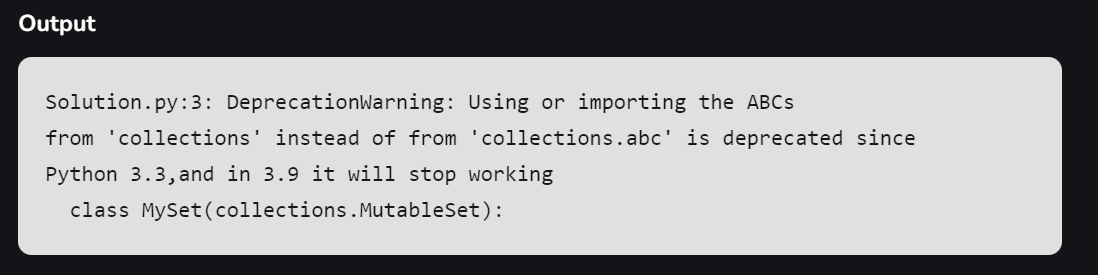 Output
Solution.py:3: DeprecationWarning: Using or importing the ABCs
from 'collections' instead of from 'collections.abc' is deprecated since
Python 3.3,and in 3.9 it will stop working
  class MySet(collections.MutableSet):